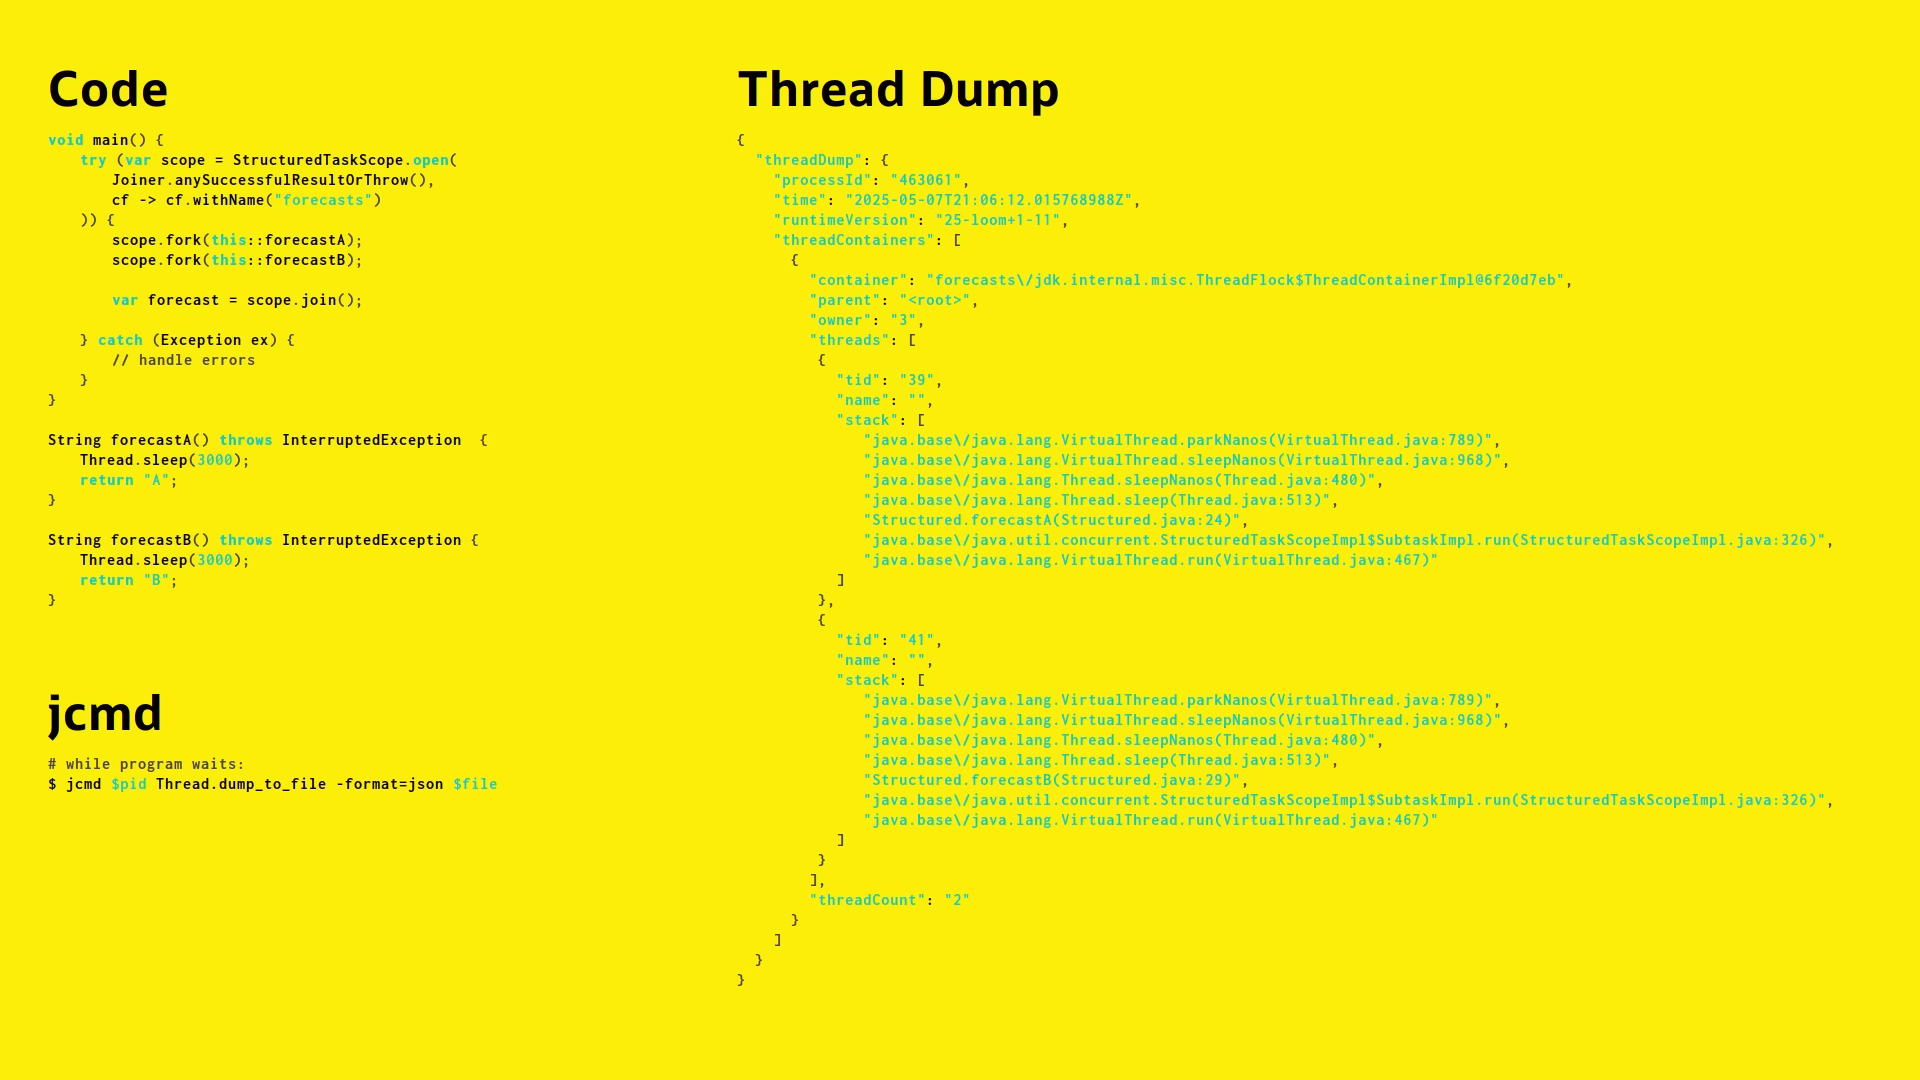 Code
void main() {
    try (var scope = StructuredTaskScope.open(
        Joiner.anySuccessfulResultOrThrow(),
        cf -> cf.withName("forecasts")
    )) {
        scope.fork(this::forecastA);
        scope.fork(this::forecastB);

        var forecast = scope.join();

    } catch (Exception ex) {
        // handle errors
    }
}

String forecastA() throws InterruptedException  {
    Thread.sleep(3000);
    return "A";
}

String forecastB() throws InterruptedException {
    Thread.sleep(3000);
    return "B";
}

jcmd
# while program waits:
$ jcmd $pid Thread.dump_to_file -format=json $file

Thread Dump
{
  "threadDump": {
    "processId": "463061",
    "time": "2025-05-07T21:06:12.015768988Z",
    "runtimeVersion": "25-loom+1-11",
    "threadContainers": [
      {
        "container": "forecasts\/jdk.internal.misc.ThreadFlock$ThreadContainerImpl@6f20d7eb",
        "parent": "<root>",
        "owner": "3",
        "threads": [
         {
           "tid": "39",
           "name": "",
           "stack": [
              "java.base\/java.lang.VirtualThread.parkNanos(VirtualThread.java:789)",
              "java.base\/java.lang.VirtualThread.sleepNanos(VirtualThread.java:968)",
              "java.base\/java.lang.Thread.sleepNanos(Thread.java:480)",
              "java.base\/java.lang.Thread.sleep(Thread.java:513)",
              "Structured.forecastA(Structured.java:24)",
              "java.base\/java.util.concurrent.StructuredTaskScopeImpl$SubtaskImpl.run(StructuredTaskScopeImpl.java:326)",
              "java.base\/java.lang.VirtualThread.run(VirtualThread.java:467)"
           ]
         },
         {
           "tid": "41",
           "name": "",
           "stack": [
              "java.base\/java.lang.VirtualThread.parkNanos(VirtualThread.java:789)",
              "java.base\/java.lang.VirtualThread.sleepNanos(VirtualThread.java:968)",
              "java.base\/java.lang.Thread.sleepNanos(Thread.java:480)",
              "java.base\/java.lang.Thread.sleep(Thread.java:513)",
              "Structured.forecastB(Structured.java:29)",
              "java.base\/java.util.concurrent.StructuredTaskScopeImpl$SubtaskImpl.run(StructuredTaskScopeImpl.java:326)",
              "java.base\/java.lang.VirtualThread.run(VirtualThread.java:467)"
           ]
         }
        ],
        "threadCount": "2"
      }
    ]
  }
}